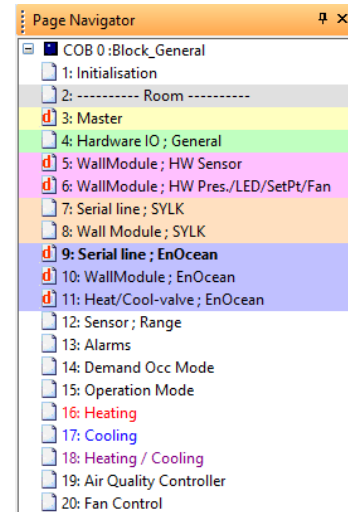 Page Navigator
COB 0 :Block_General
1: Initialisation
2: ---------- Room ----------
3: Master
4: Hardware IO ; General
5: WallModule ; HW Sensor
6: WallModule ; HW Pres./LED/SetPt/Fan
7: Serial line ; SYLK
8: Wall Module ; SYLK
9: Serial line ; EnOcean
10: WallModule ; EnOcean
11: Heat/Cool-valve ; EnOcean
12: Sensor ; Range
13: Alarms
14: Demand Occ Mode
15: Operation Mode
16: Heating
17: Cooling
18: Heating / Cooling
19: Air Quality Controller
20: Fan Control